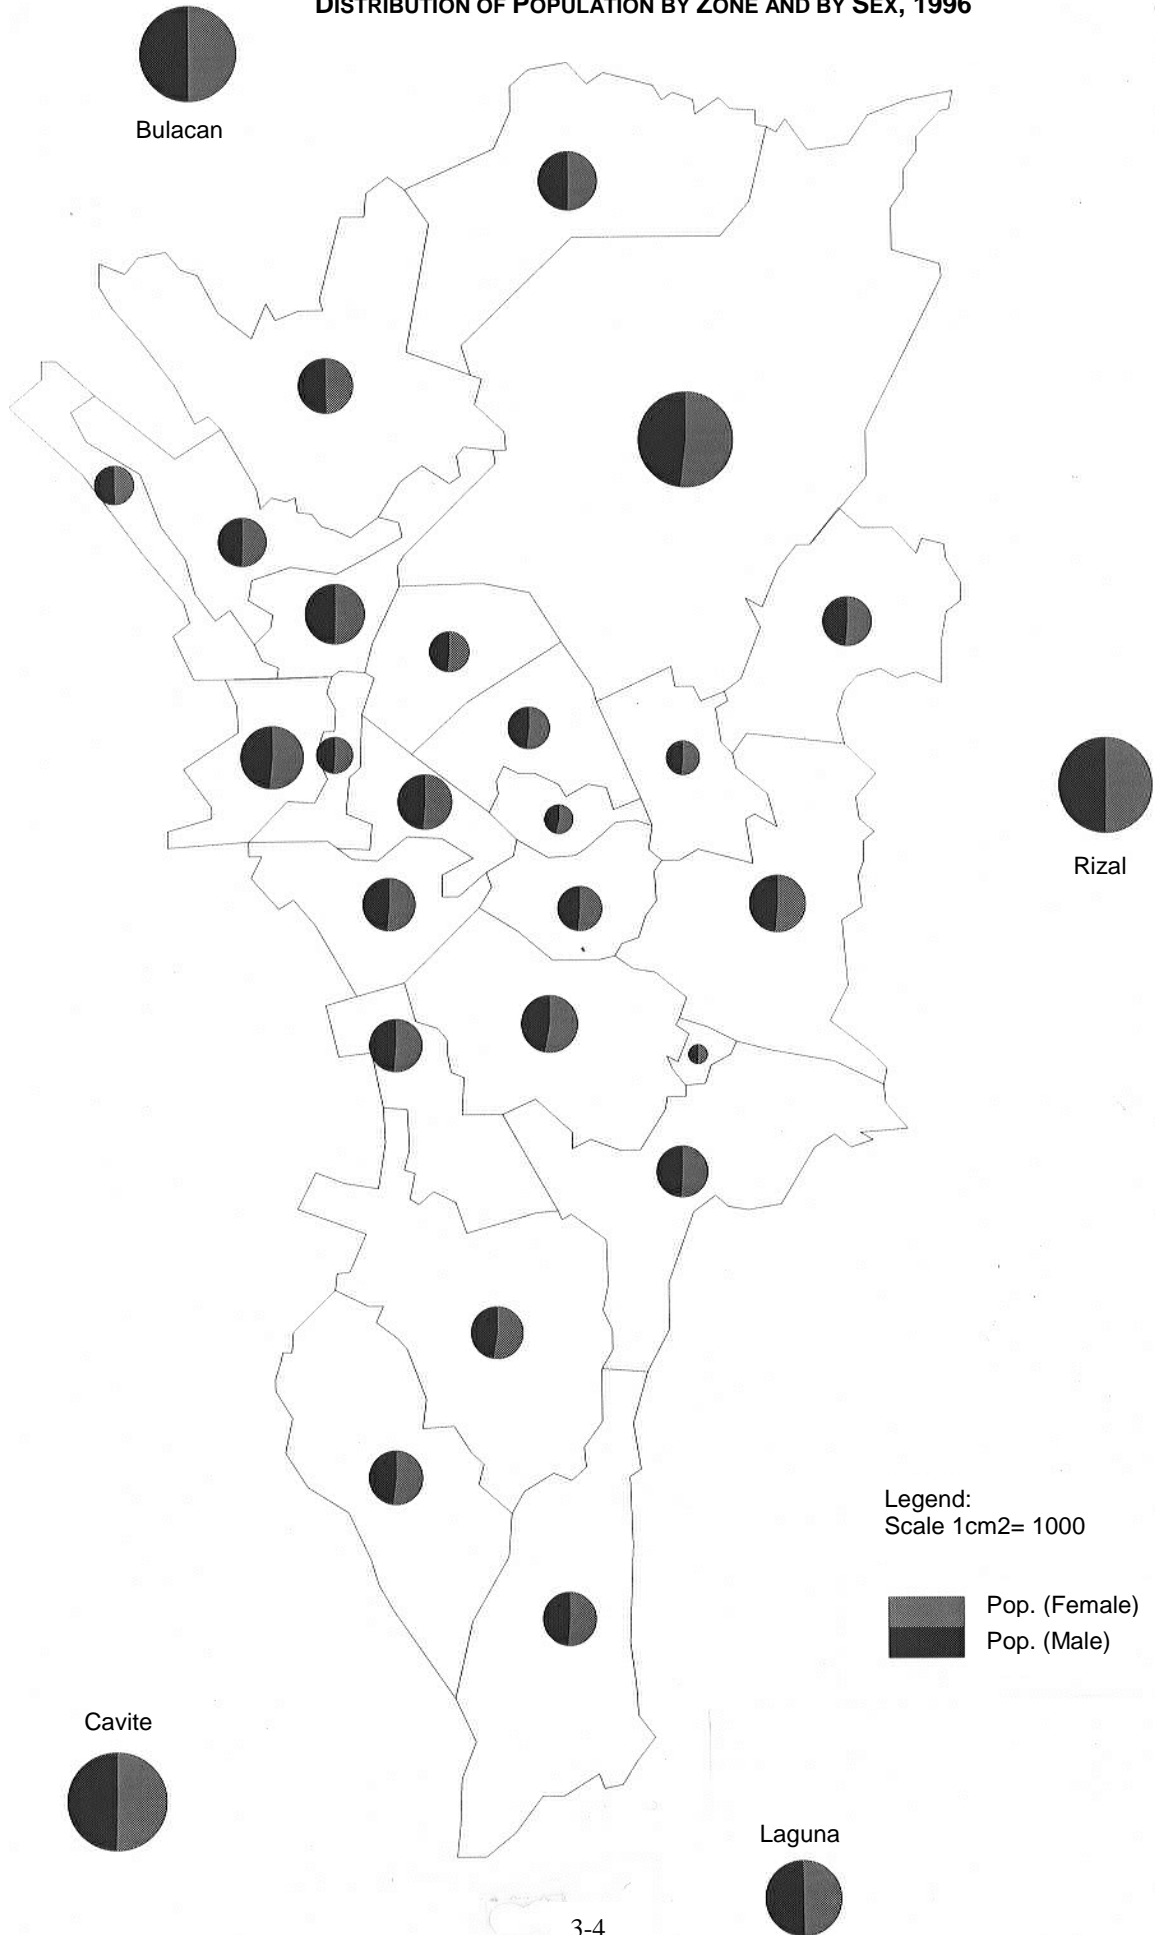 DISTRIBUTION OF POPULATION BY ZONE AND BY SEX, 1996
Bulacan
Rizal
Legend:
Scale 1cm2= 1000
Pop. (Female)
Pop. (Male)
Cavite
Laguna
3-4